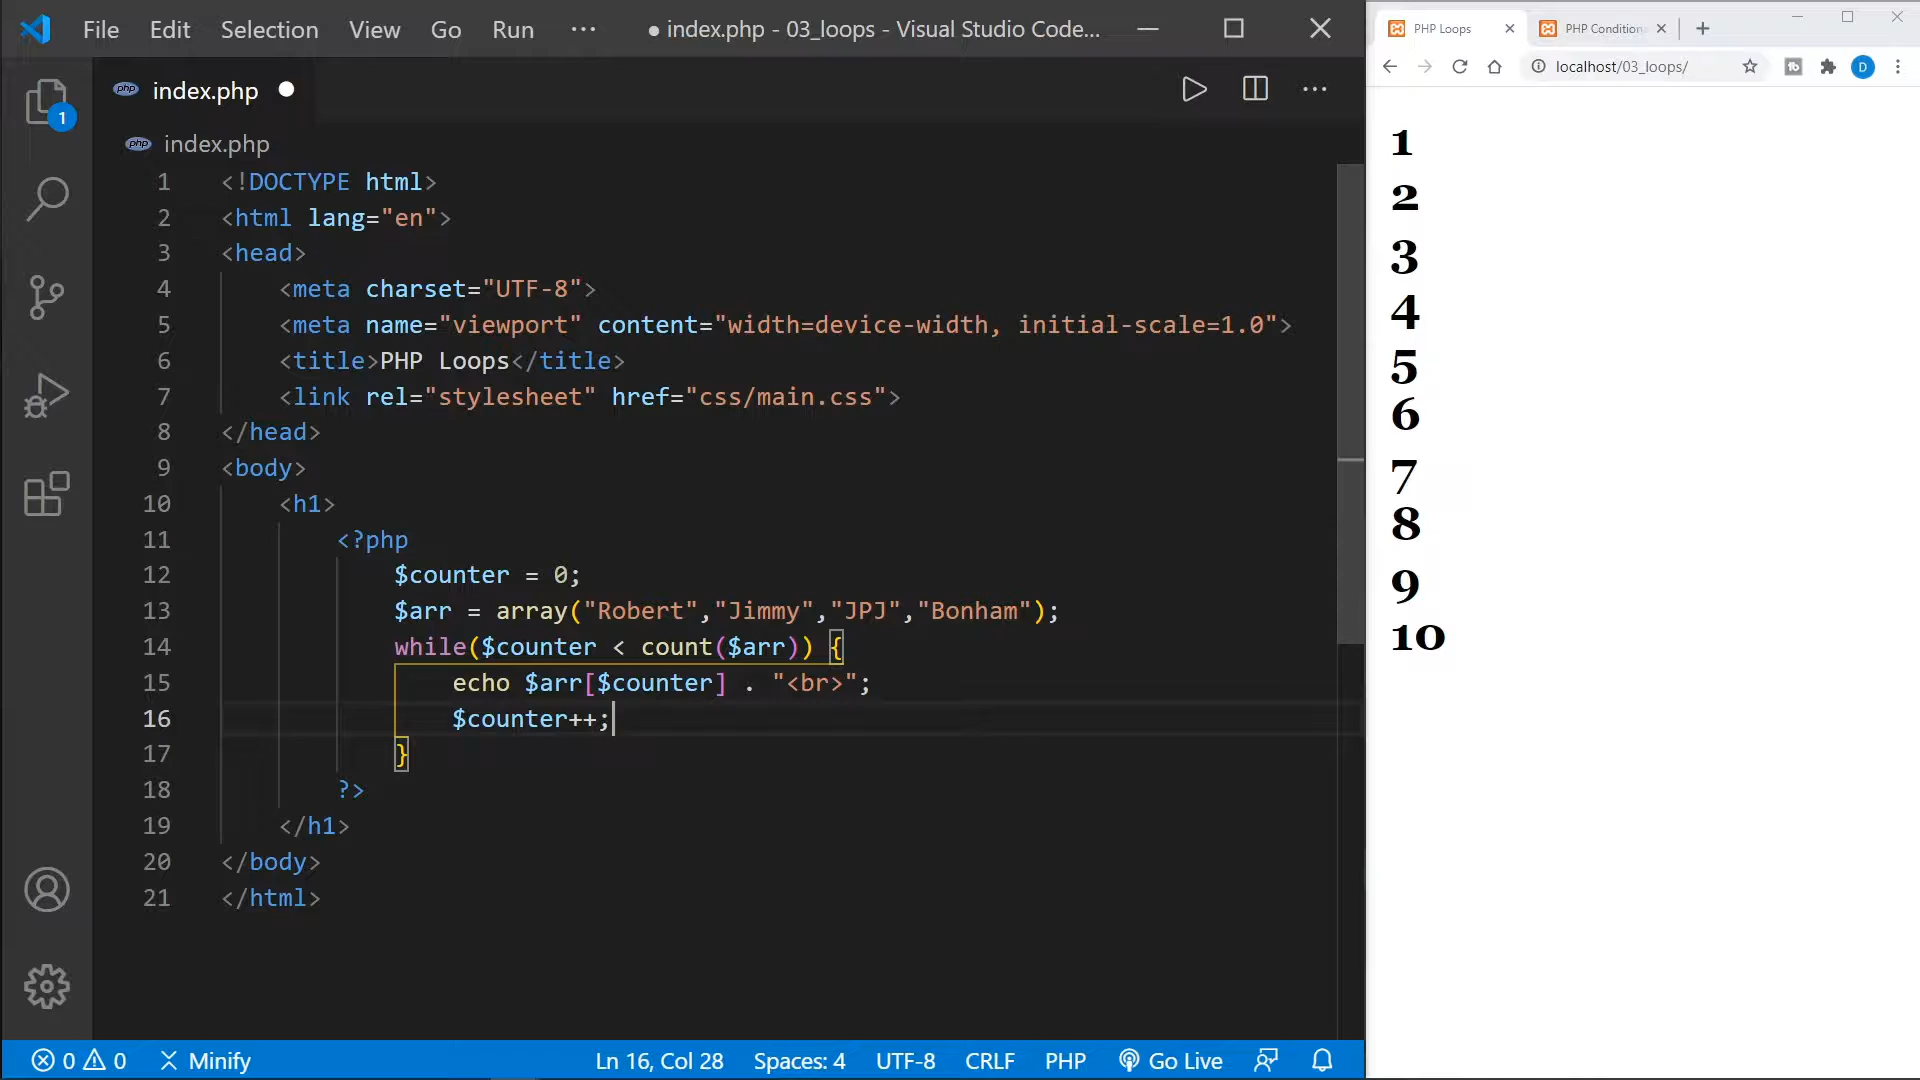 File Edit Selection View Go Run ··· ● index.php - 03_loops - Visual Studio Code...
index.php
index.php
1 <!DOCTYPE html>
2 <html lang="en">
3 <head>
4 <meta charset="UTF-8">
5 <meta name="viewport" content="width=device-width, initial-scale=1.0">
6 <title>PHP Loops</title>
7 <link rel="stylesheet" href="css/main.css">
8 </head>
9 <body>
10 <h1>
11 <?php
12 $counter = 0;
13 $arr = array("Robert","Jimmy","JPJ","Bonham");
14 while($counter < count($arr)) {
15 echo $arr[$counter] . "<br>";
16 $counter++;
17 }
18 ?>
19 </h1>
20 </body>
21 </html>
1
0 0 Minify Ln 16, Col 28 Spaces: 4 UTF-8 CRLF PHP Go Live
PHP Loops PHP Condition
localhost/03_loops/ D
1
2
3
4
5
6
7
8
9
10